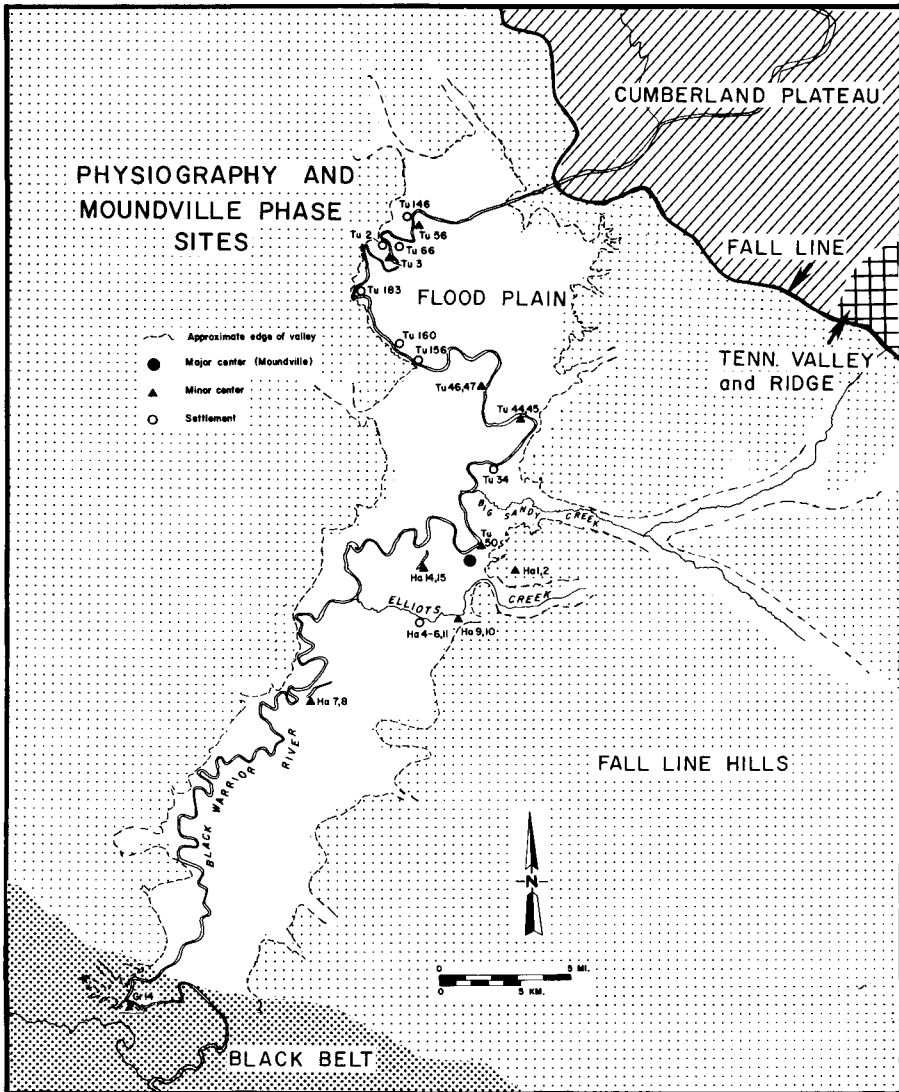 CUMBERLAND PLATEAU
PHYSIOGRAPHY AND
MOUNDVILLE PHASE
SITES
Tu 146
Tu 56
Tu 2
Tu 66
Tu 3
FALL LINE
Tu 183
FLOOD PLAIN
Approximate edge of valley
Major center (Moundville)
Minor center
Settlement
Tu 160
Tu 156
TENN. VALLEY
and RIDGE
Tu 46,47
Tu 44,45
Tu 34
BIG SANDY CREEK
Tu
50
Ha 14,15
Ha 1,2
ELLIOTS CREEK
Ha 4-6,11
Ha 9,10
Ha 7,8
BLACK WARRIOR
RIVER
FALL LINE HILLS
N
0 5 MI.
0 5 KM.
Gr 14
BLACK BELT